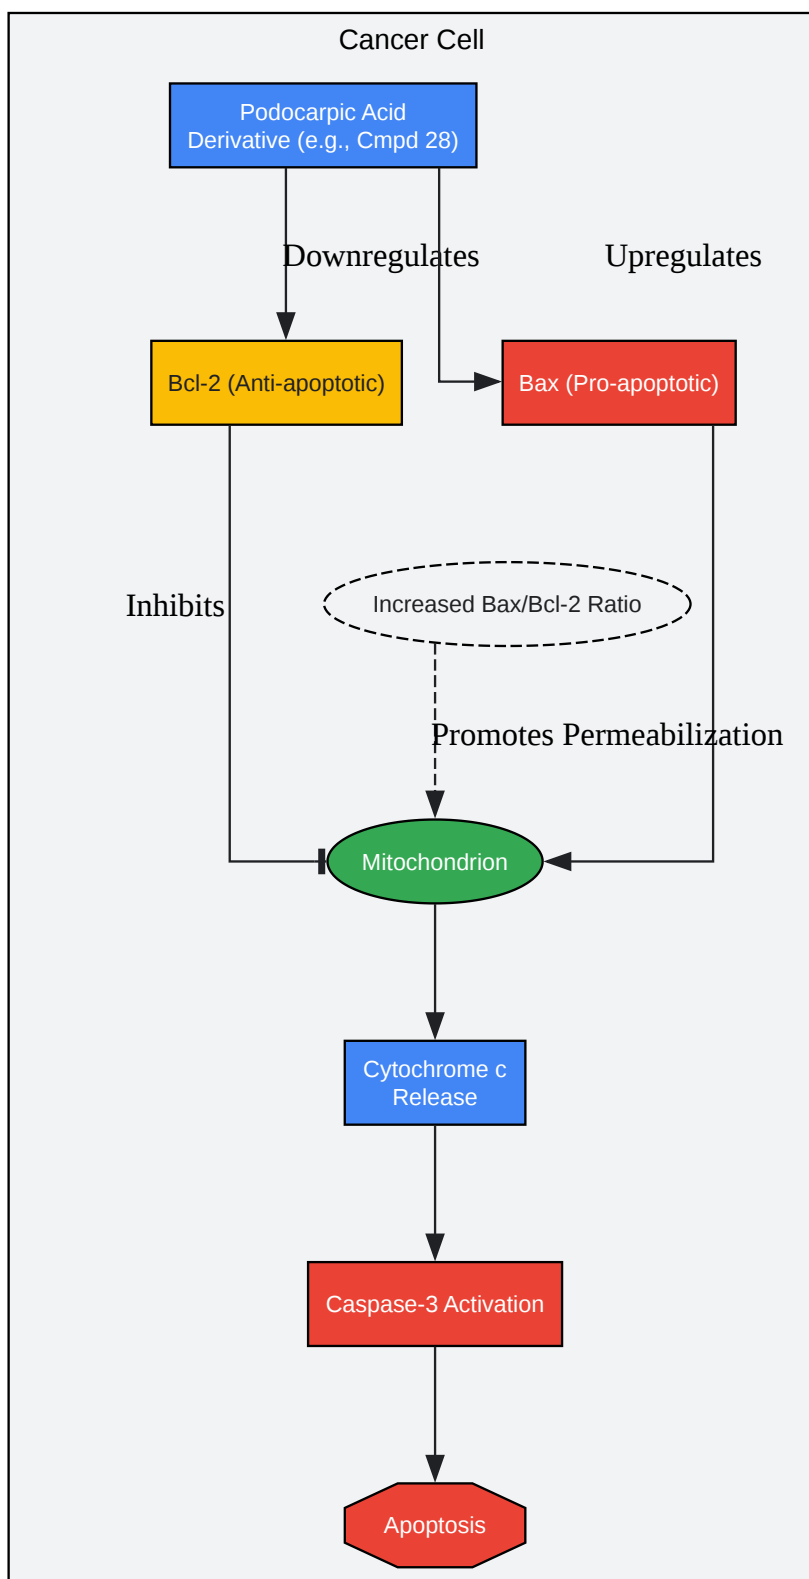 Cancer Cell
Podocarpic Acid
Derivative (e.g., Cmpd 28)
Downregulates
Upregulates
Bcl-2 (Anti-apoptotic)
Bax (Pro-apoptotic)
Inhibits
Increased Bax/Bcl-2 Ratio
Promotes Permeabilization
Mitochondrion
Cytochrome c
Release
Caspase-3 Activation
Apoptosis